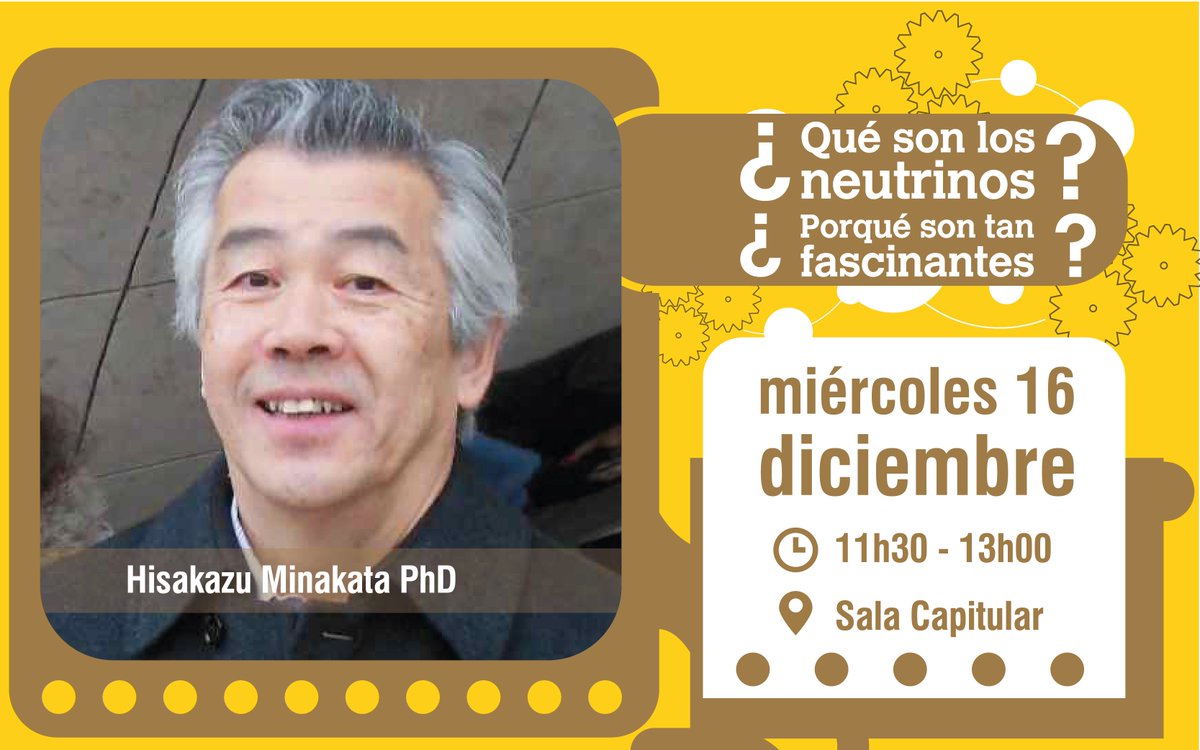 ¿Qué son los
neutrinos?
¿Porqué son tan
fascinantes?
miércoles 16
diciembre
11h30 - 13h00
Sala Capitular
Hisakazu Minakata PhD